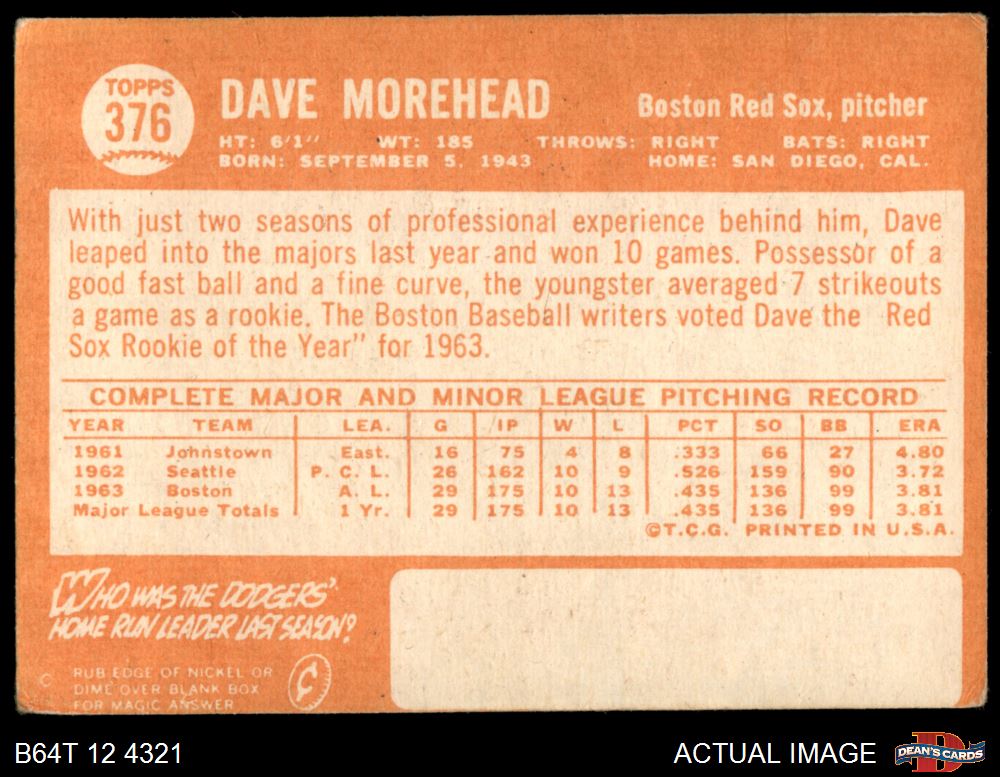 TOPPS
376
DAVE MOREHEAD
Boston Red Sox, pitcher
HT: 6'1" WT: 185 THROWS: RIGHT BATS: RIGHT
BORN: SEPTEMBER 5, 1943 HOME: SAN DIEGO, CAL.
With just two seasons of professional experience behind him, Dave
leaped into the majors last year and won 10 games. Possessor of a
good fast ball and a fine curve, the youngster averaged 7 strikeouts
a game as a rookie. The Boston Baseball writers voted Dave the Red
Sox Rookie of the Year" for 1963.
COMPLETE MAJOR AND MINOR LEAGUE PITCHING RECORD
YEAR TEAM LEA. G IP W L PCT SO BB ERA
1961 Johnstown East. 16 75 4 8 .333 66 27 4.80
1962 Seattle P. C. L. 26 162 10 9 .526 159 90 3.72
1963 Boston A. L. 29 175 10 13 .435 136 99 3.81
Major League Totals 1 Yr. 29 175 10 13 .435 136 99 3.81
©T.C.G. PRINTED IN U.S.A.
WHO WAS THE DODGERS'
HOME RUN LEADER LAST SEASON?
RUB EDGE OF NICKEL OR
DIME OVER BLANK BOX
FOR MAGIC ANSWER
C
¢
B64T 12 4321
ACTUAL IMAGE
D
DEAN'S CARDS